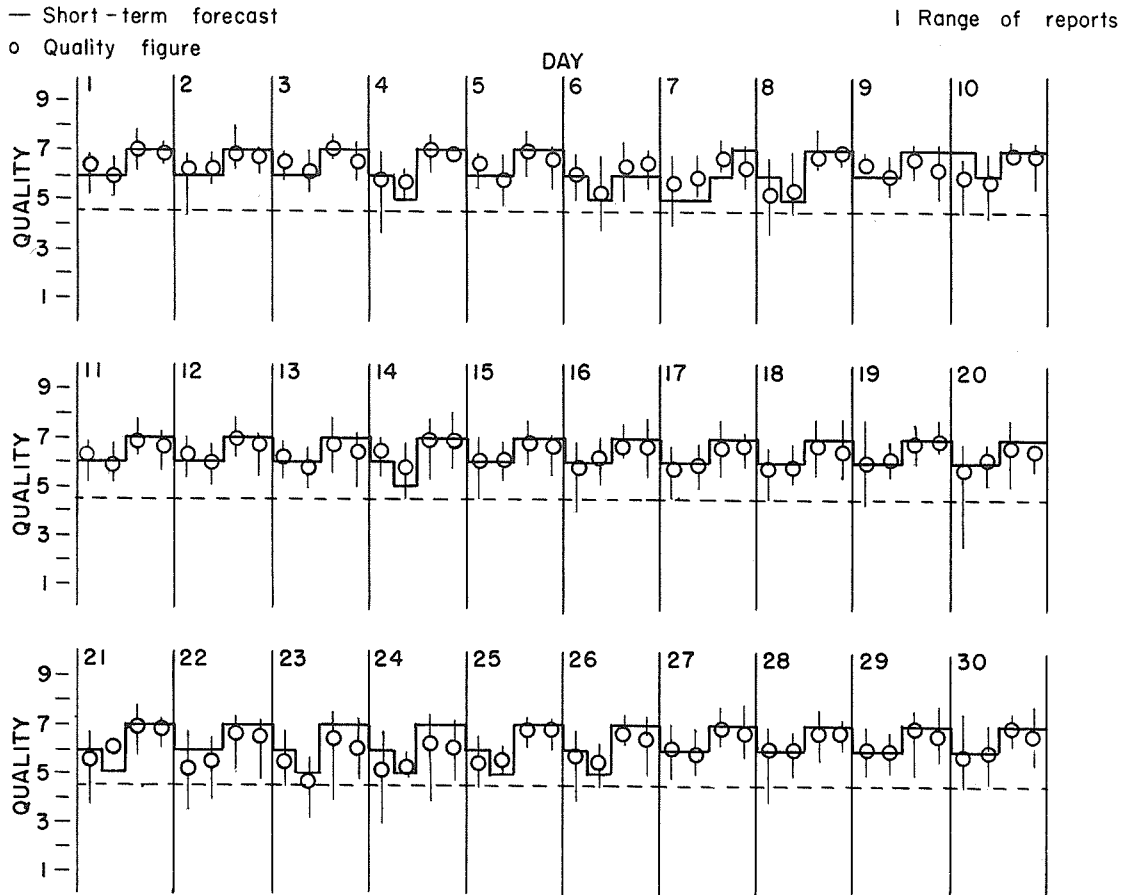 — Short-term forecast
I Range of reports
o Quality figure
DAY
1 2 3 4 5 6 7 8 9 10
9
7
5
3
1
QUALITY
11 12 13 14 15 16 17 18 19 20
9
7
5
3
1
QUALITY
21 22 23 24 25 26 27 28 29 30
9
7
5
3
1
QUALITY